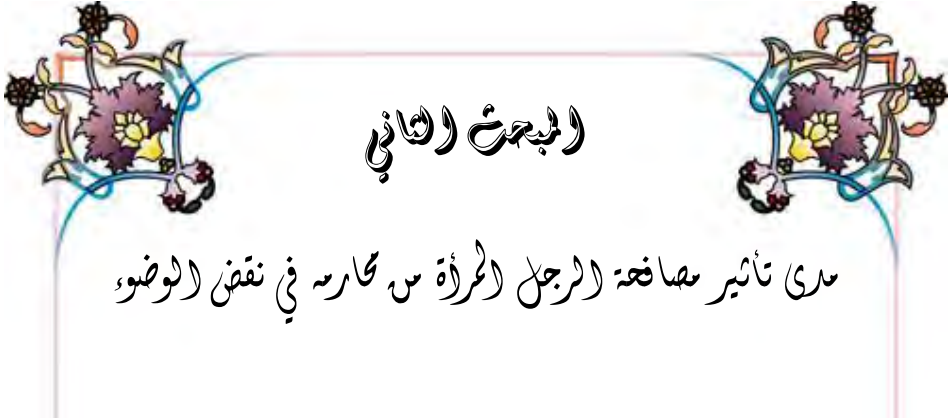 المبحث الثاني
مدى تأثير مصافحة الرجل المرأة من محارمه في نقض الوضوء